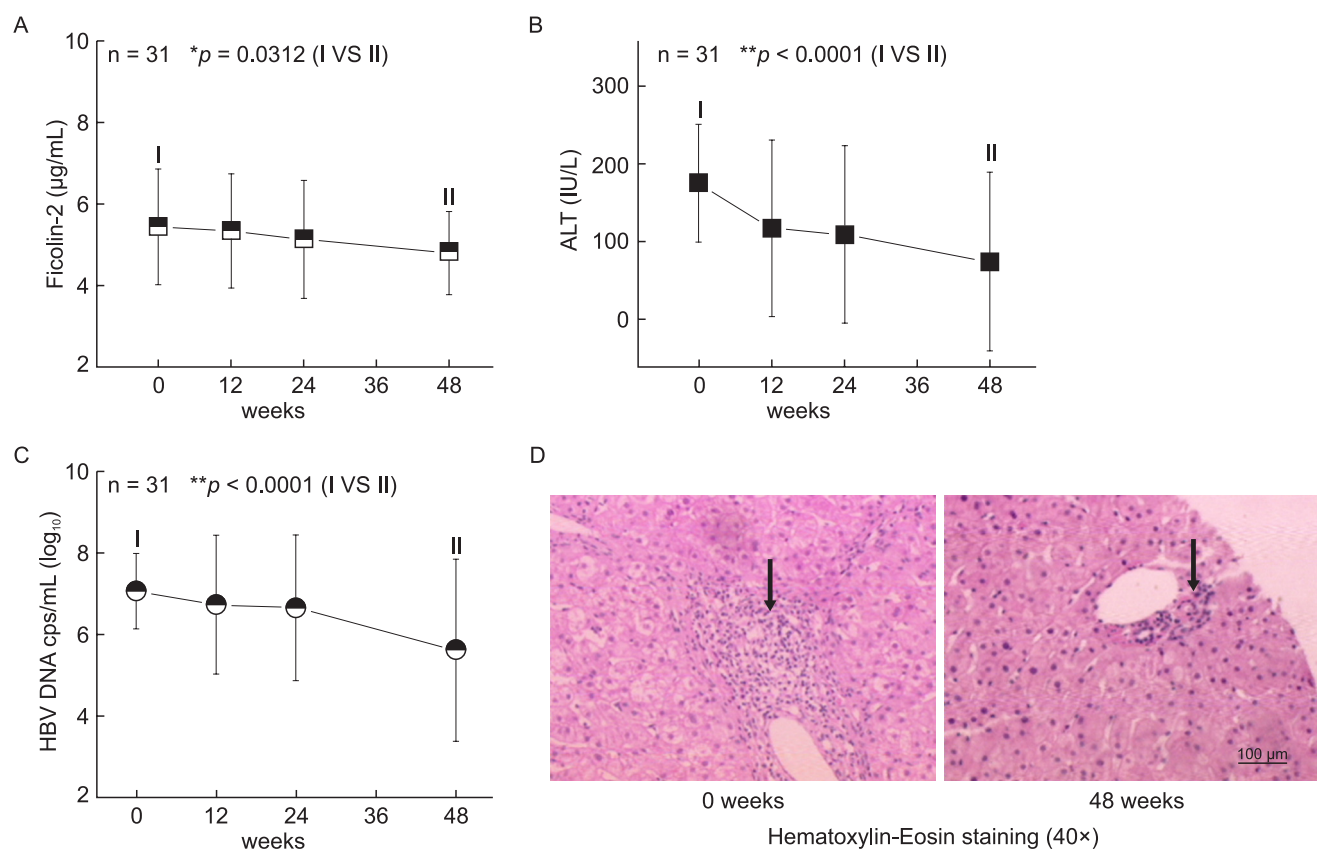 A
n = 31 *p = 0.0312 (I VS II)
10
8
6
4
2
Ficolin-2 (µg/mL)
I
II
0 12 24 36 48
weeks
B
n = 31 **p < 0.0001 (I VS II)
300
200
100
0
ALT (IU/L)
I
II
0 12 24 36 48
weeks
C
n = 31 **p < 0.0001 (I VS II)
10
8
6
4
2
HBV DNA cps/mL (log₁₀)
I
II
0 12 24 36 48
weeks
D
100 µm
0 weeks
48 weeks
Hematoxylin-Eosin staining (40×)